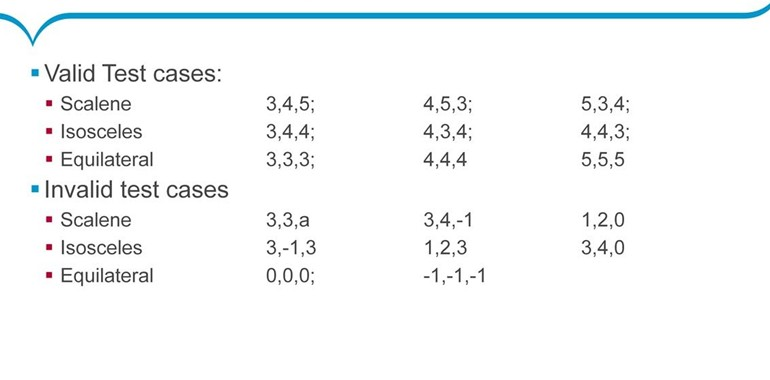 Valid Test cases:
Scalene 3,4,5; 4,5,3; 5,3,4;
Isosceles 3,4,4; 4,3,4; 4,4,3;
Equilateral 3,3,3; 4,4,4 5,5,5
Invalid test cases
Scalene 3,3,a 3,4,-1 1,2,0
Isosceles 3,-1,3 1,2,3 3,4,0
Equilateral 0,0,0; -1,-1,-1